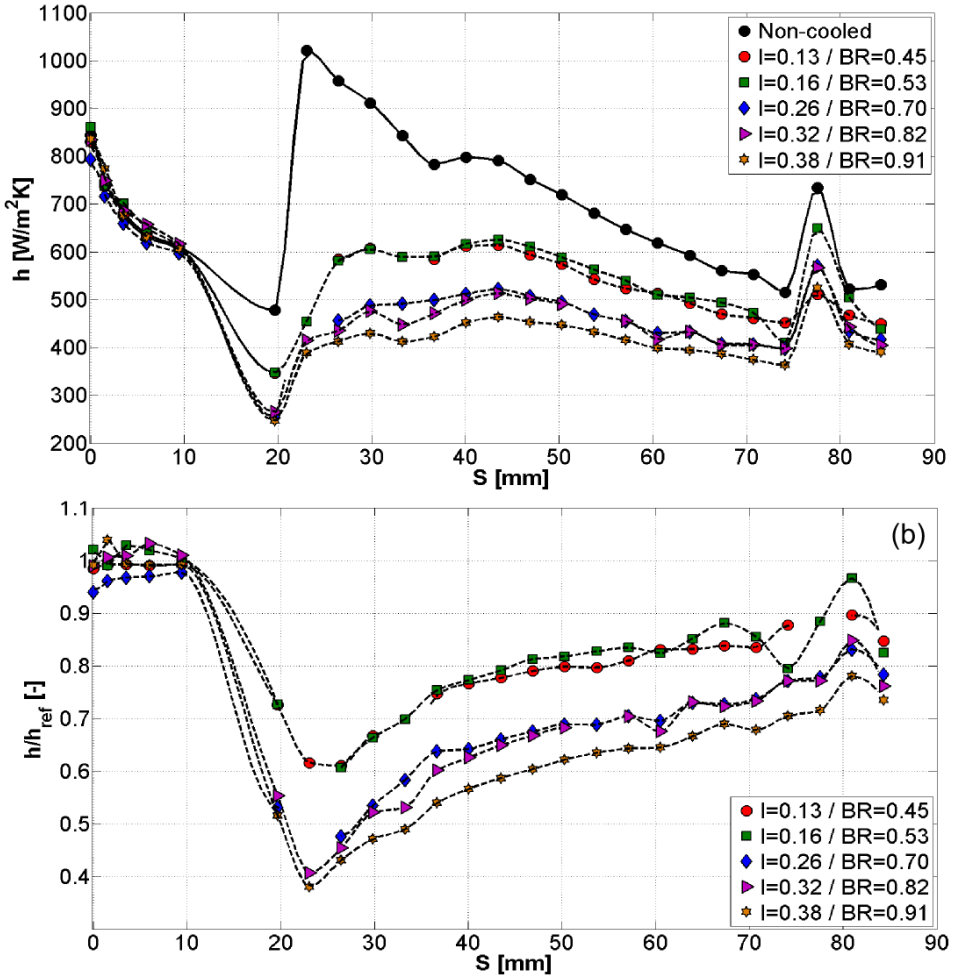 1100
1000
900
800
700
600
500
400
300
200
h [W/m²K]
0 10 20 30 40 50 60 70 80 90
S [mm]
Non-cooled
I=0.13 / BR=0.45
I=0.16 / BR=0.53
I=0.26 / BR=0.70
I=0.32 / BR=0.82
I=0.38 / BR=0.91
1.1
1
0.9
0.8
0.7
0.6
0.5
0.4
h/h_ref [-]
0 10 20 30 40 50 60 70 80 90
S [mm]
(b)
I=0.13 / BR=0.45
I=0.16 / BR=0.53
I=0.26 / BR=0.70
I=0.32 / BR=0.82
I=0.38 / BR=0.91